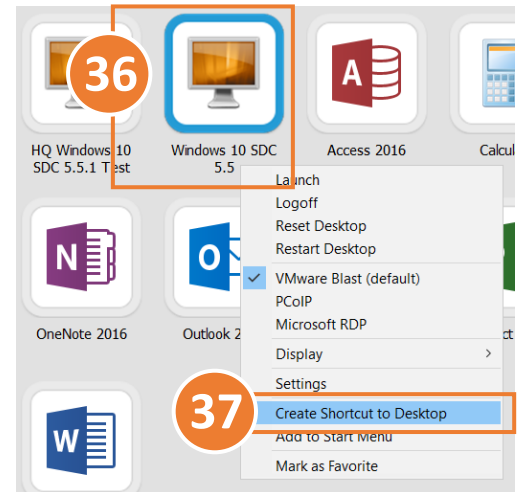 36
A
HQ Windows 10
SDC 5.5.1 Test
Windows 10 SDC
5.5
Access 2016
Launch
Logoff
Reset Desktop
Restart Desktop
N
O
VMware Blast (default)
PCoIP
Microsoft RDP
OneNote 2016
Outlook 2
Display
Settings
37
Create Shortcut to Desktop
Add to Start Menu
W
Mark as Favorite